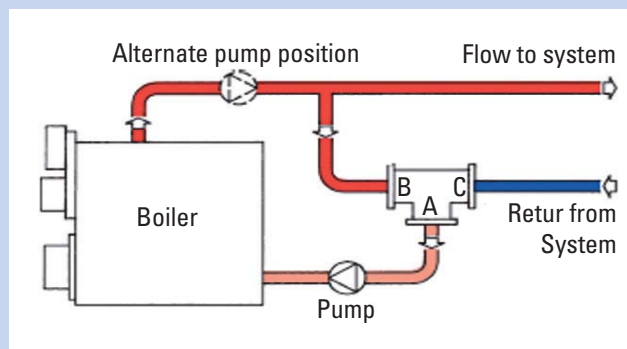 Alternate pump position
Flow to system
B
C
A
Boiler
Retur from
System
Pump